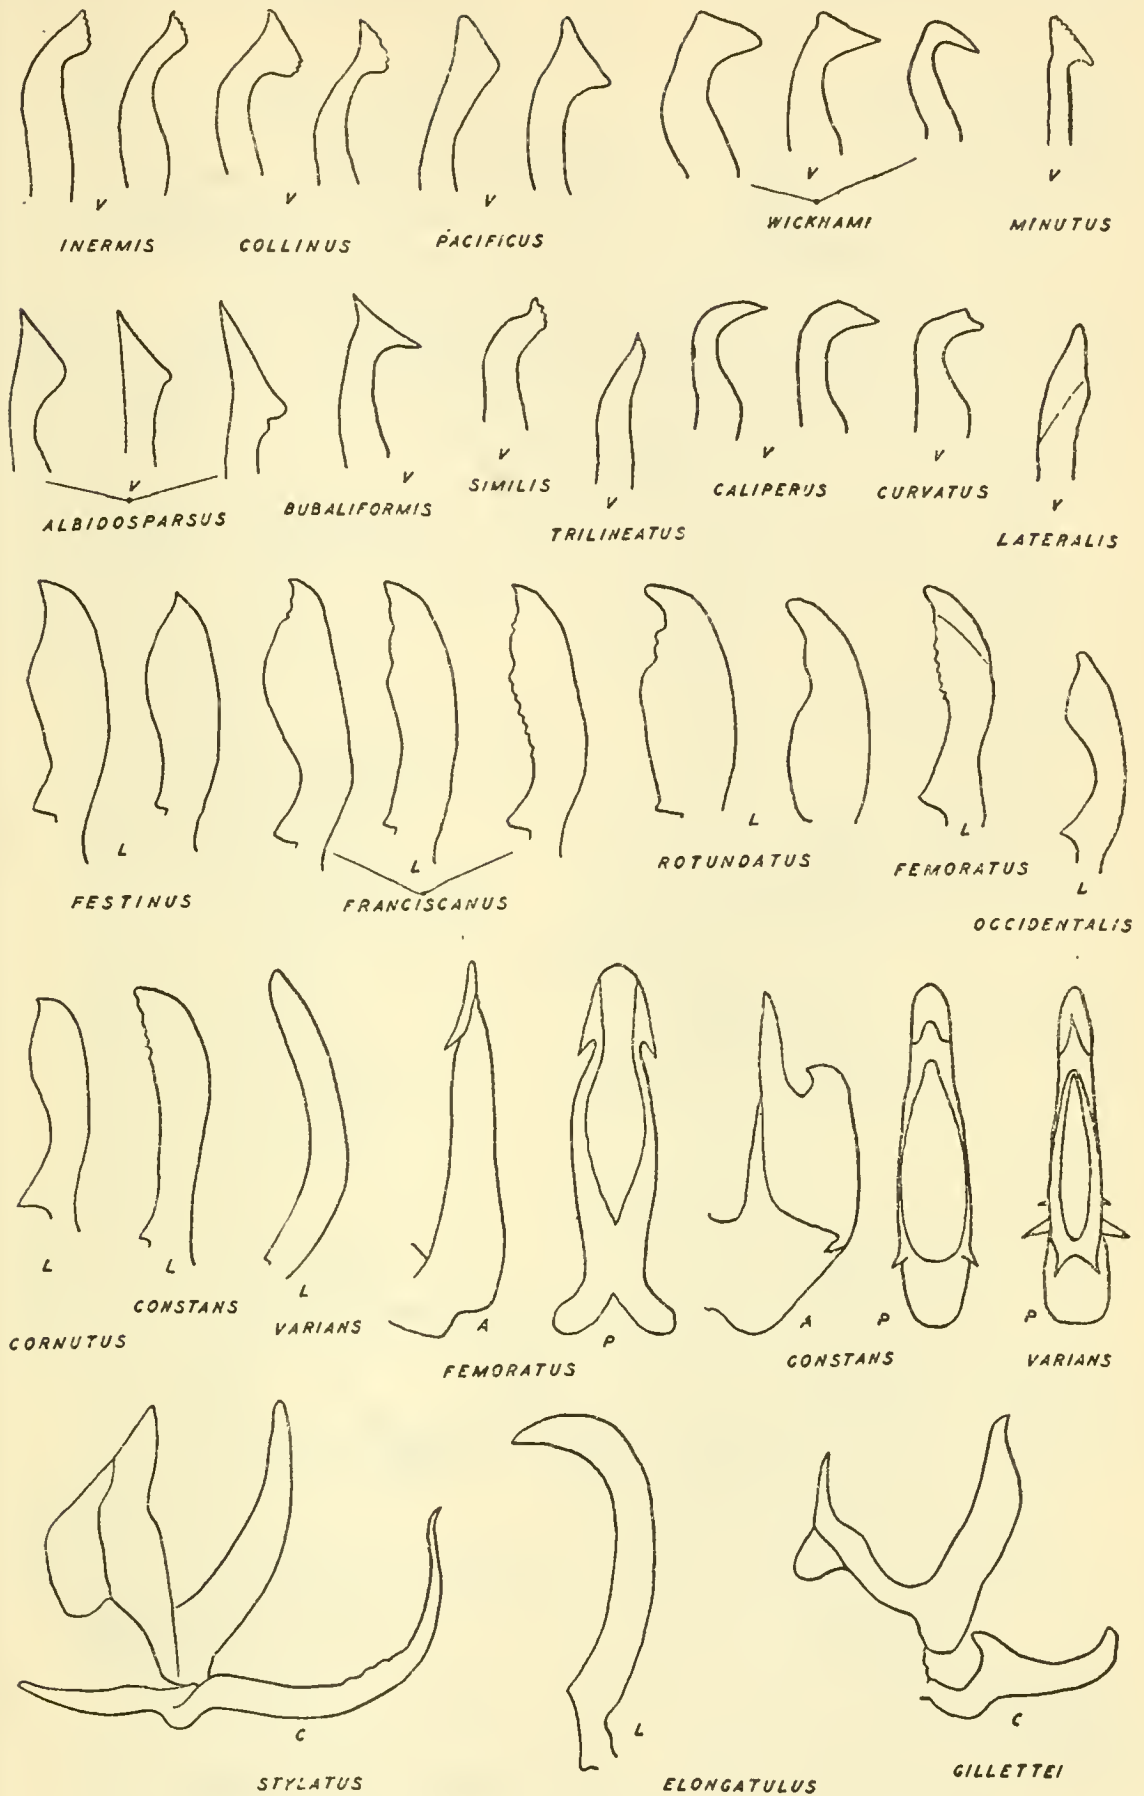 V V V V V
INERMIS COLLINUS PACIFICUS WICKHAMI MINUTUS
V V V V V V V
ALBIDOSPARSUS BUBALIFORMIS SIMILIS TRILINEATUS CALIPERUS CURVATUS LATERALIS
L L L L L
FESTINUS FRANCISCANUS ROTUNDATUS FEMORATUS OCCIDENTALIS
L L L A P A P P
CORNUTUS CONSTANS VARIANS FEMORATUS CONSTANS VARIANS
C L C
STYLATUS ELONGATULUS GILLETTEI